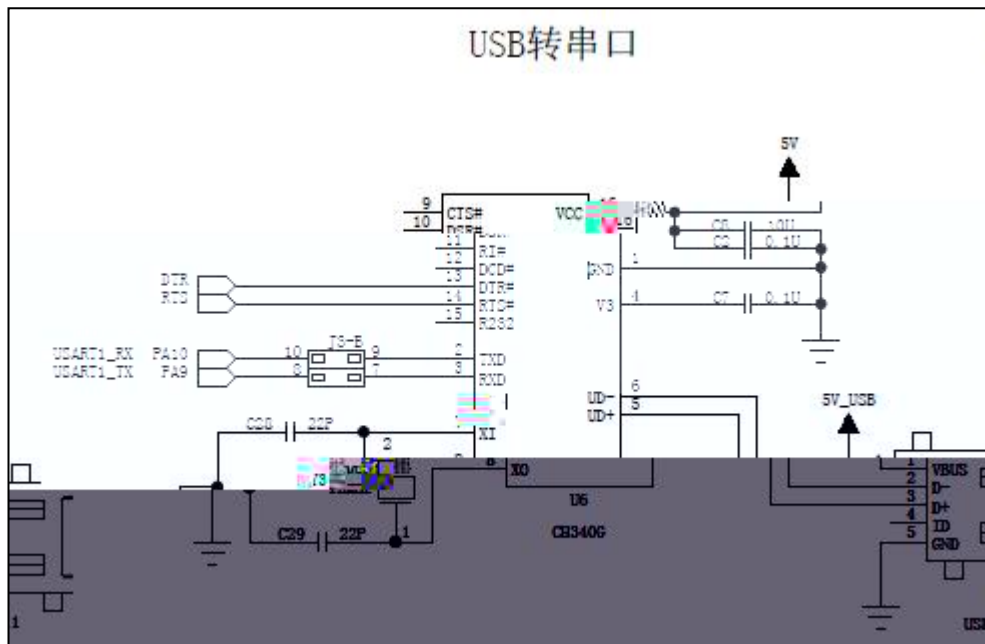 USB转串口
5V
9 CTS# VCC 16
10 DSR#
C6 10U
C2 0.1U
11 RI#
12 DCD# GND 1
13 DTR# DTR
14 RTS# RTS V3 4 C7 0.1U
15 R232
J3-B
USART1_RX PA10 10 9 2 TXD
USART1_TX PA9 8 7 3 RXD
UD- 6
UD+ 5
5V_USB
C28 22P XI
2
8 XO
1 VBUS
2 D-
3 D+
4 ID
5 GND
U6
C29 22P 1 CH340G
1